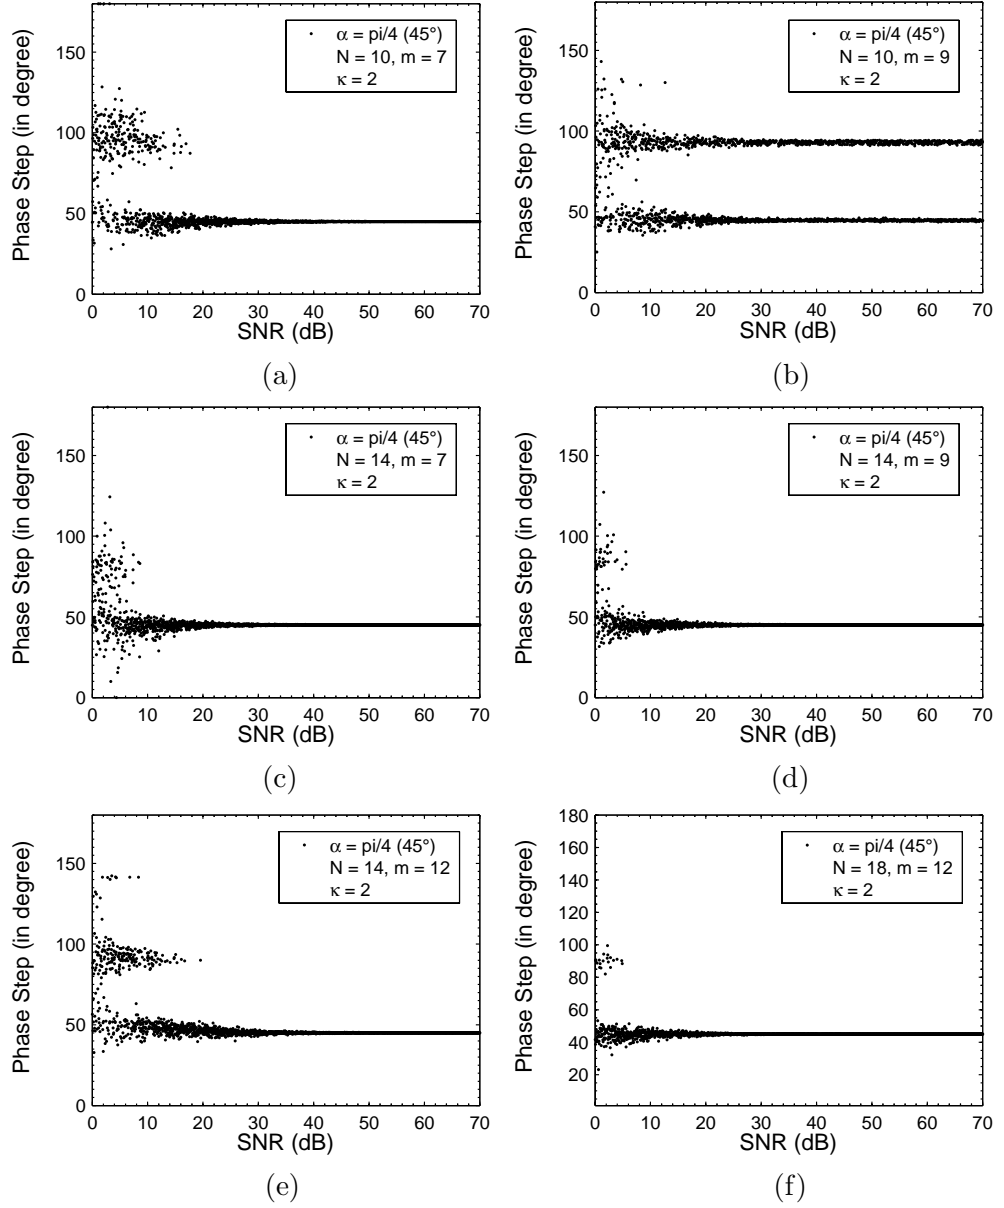 Phase Step (in degree)
150
100
50
0
α = pi/4 (45°)
N = 10, m = 7
κ = 2
0 10 20 30 40 50 60 70
SNR (dB)
(a)
Phase Step (in degree)
150
100
50
0
α = pi/4 (45°)
N = 10, m = 9
κ = 2
0 10 20 30 40 50 60 70
SNR (dB)
(b)
Phase Step (in degree)
150
100
50
0
α = pi/4 (45°)
N = 14, m = 7
κ = 2
0 10 20 30 40 50 60 70
SNR (dB)
(c)
Phase Step (in degree)
150
100
50
0
α = pi/4 (45°)
N = 14, m = 9
κ = 2
0 10 20 30 40 50 60 70
SNR (dB)
(d)
Phase Step (in degree)
150
100
50
0
α = pi/4 (45°)
N = 14, m = 12
κ = 2
0 10 20 30 40 50 60 70
SNR (dB)
(e)
Phase Step (in degree)
180
160
140
120
100
80
60
40
20
α = pi/4 (45°)
N = 18, m = 12
κ = 2
0 10 20 30 40 50 60 70
SNR (dB)
(f)